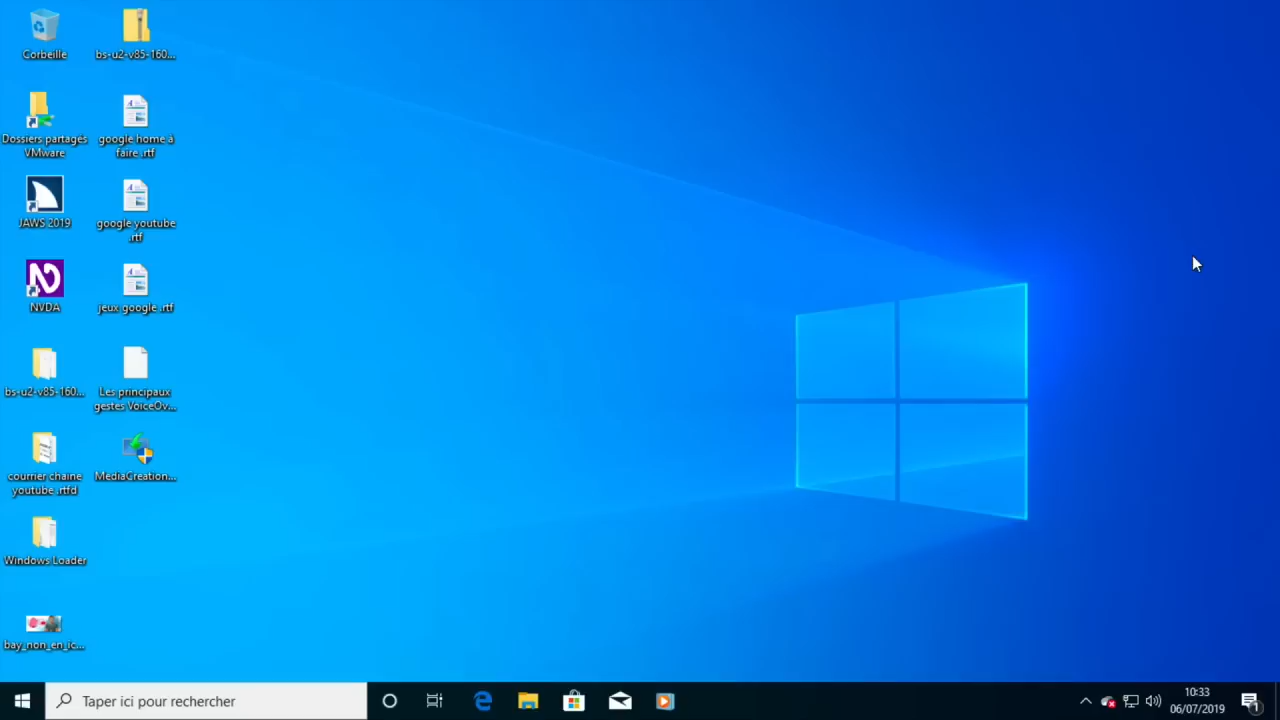 Corbeille
bs-u2-v85-160...
Dossiers partagés
VMware
google home à
faire .rtf
JAWS 2019
google youtube
.rtf
NVDA
jeux google .rtf
bs-u2-v85-160...
Les principaux
gestes VoiceOv...
courrier chaine
youtube .rtfd
MediaCreation...
Windows Loader
bay_non_en_ic...
Taper ici pour rechercher
10:33
06/07/2019
1